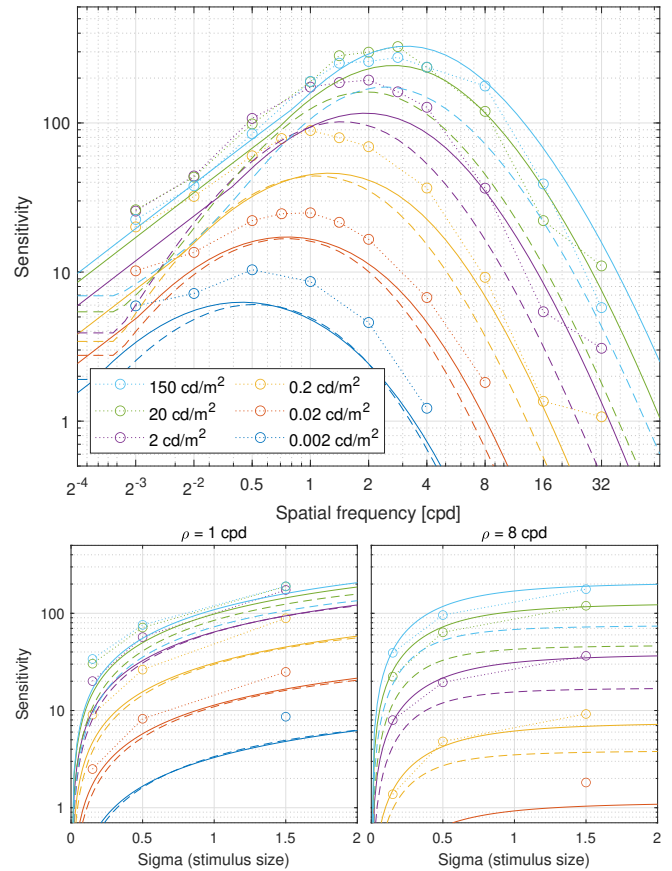 100
10
1
Sensitivity
150 cd/m² 0.2 cd/m²
20 cd/m² 0.02 cd/m²
2 cd/m² 0.002 cd/m²
2⁻⁴ 2⁻³ 2⁻² 0.5 1 2 4 8 16 32
Spatial frequency [cpd]
ρ = 1 cpd
100
10
1
Sensitivity
0 0.5 1 1.5 2
Sigma (stimulus size)
ρ = 8 cpd
0 0.5 1 1.5 2
Sigma (stimulus size)